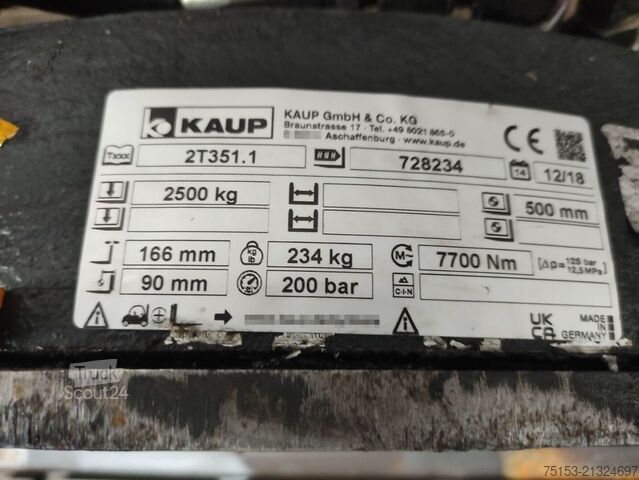 KAUP
KAUP GmbH & Co. KG
Braunstrasse 17 · Tel. +49 6021 865-0
Aschaffenburg · www.kaup.de
CE
2T351.1
728234
14
12/18
2500 kg
500 mm
166 mm
kg
lb
234 kg
M
7700 Nm
[Δp= 125 bar
12,5 MPa]
90 mm
200 bar
C-I-N
UK
CA
MADE
IN
GERMANY
Truck
Scout24
75153-21324697